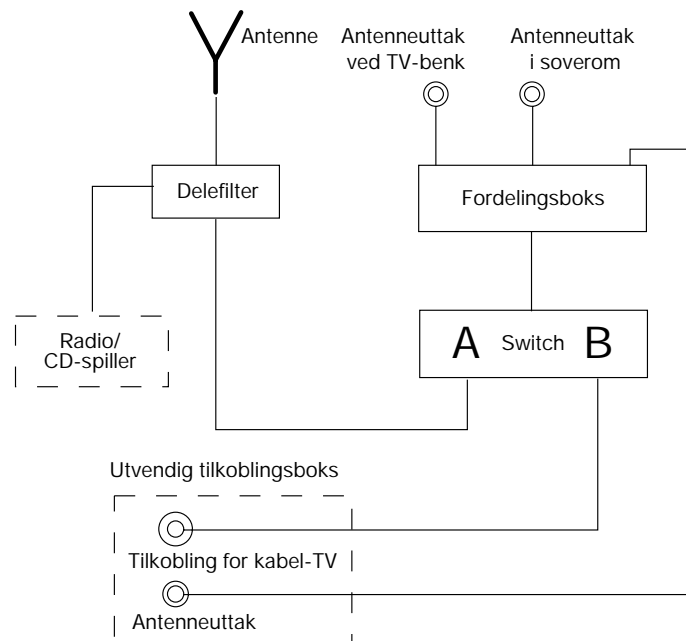 Antenne
Antenneuttak
ved TV-benk
Antenneuttak
i soverom
Delefilter
Fordelingsboks
Radio/
CD-spiller
A Switch B
Utvendig tilkoblingsboks
Tilkobling for kabel-TV
Antenneuttak